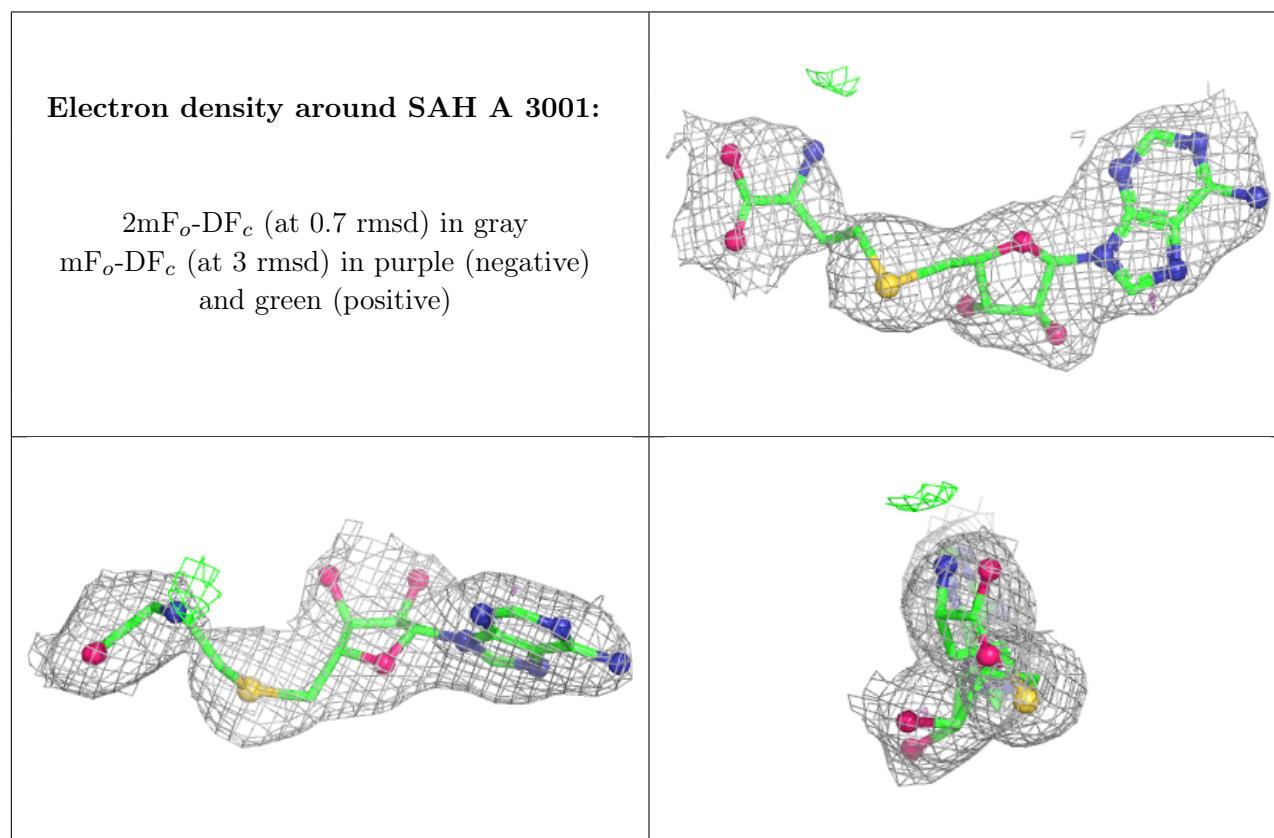 Electron density around SAH A 3001:
2mFo-DFc (at 0.7 rmsd) in gray
mFo-DFc (at 3 rmsd) in purple (negative)
and green (positive)